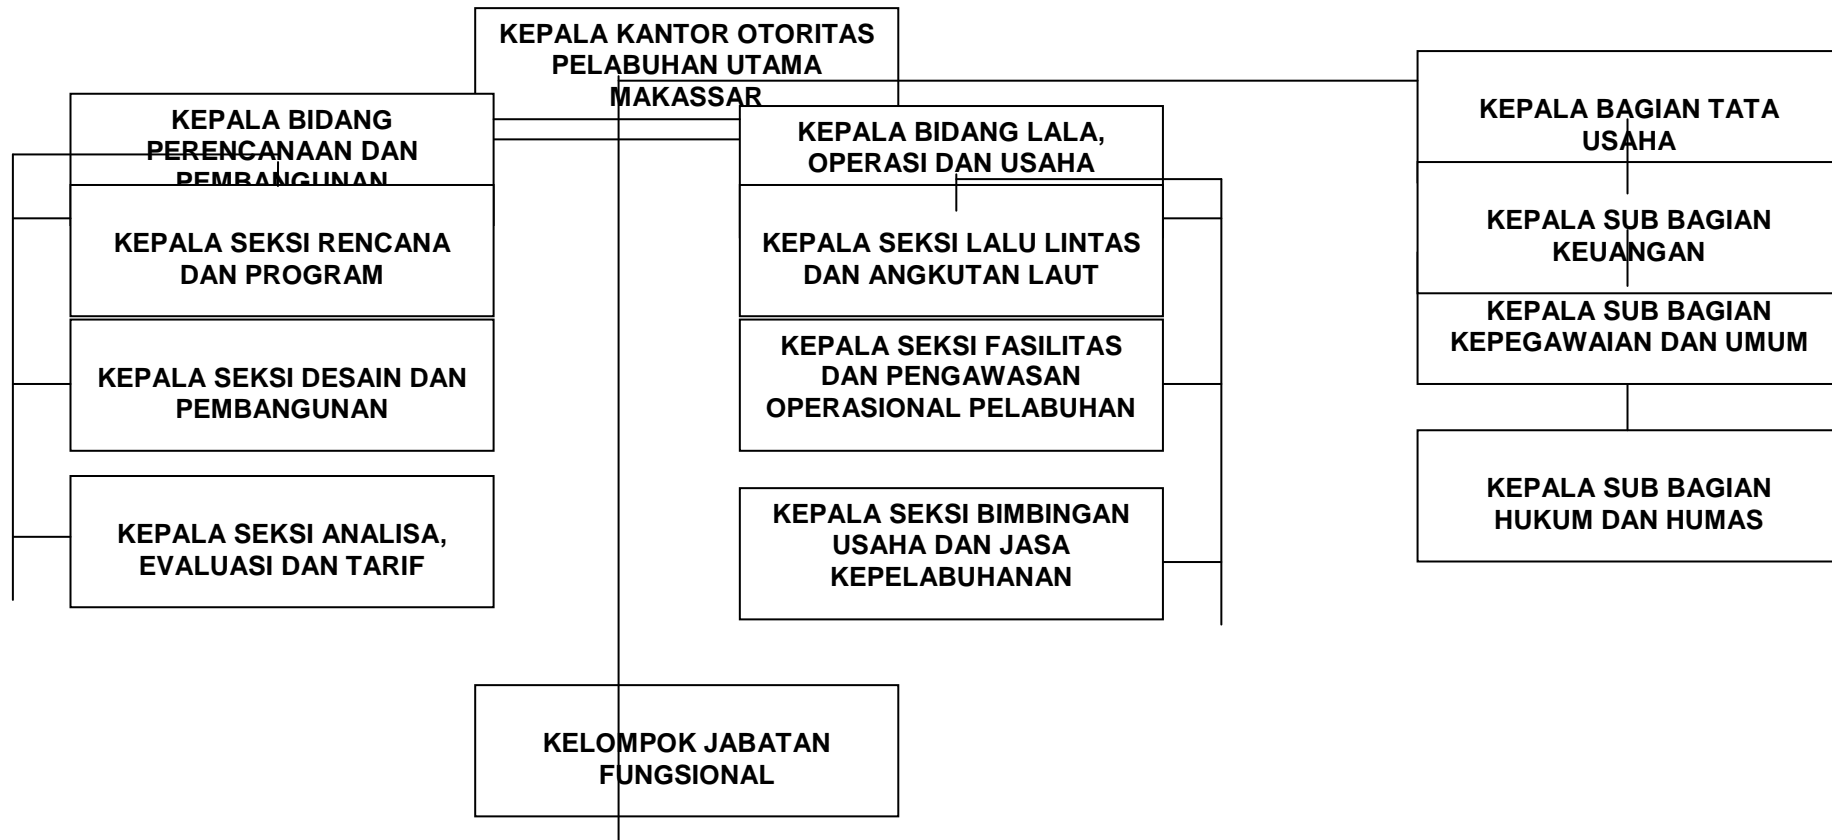 KEPALA KANTOR OTORITAS
PELABUHAN UTAMA
MAKASSAR
KEPALA BIDANG
PERENCANAAN DAN
PEMBANGUNAN
KEPALA SEKSI RENCANA
DAN PROGRAM
KEPALA SEKSI DESAIN DAN
PEMBANGUNAN
KEPALA SEKSI ANALISA,
EVALUASI DAN TARIF
KEPALA BIDANG LALA,
OPERASI DAN USAHA
KEPALA SEKSI LALU LINTAS
DAN ANGKUTAN LAUT
KEPALA SEKSI FASILITAS
DAN PENGAWASAN
OPERASIONAL PELABUHAN
KEPALA SEKSI BIMBINGAN
USAHA DAN JASA
KEPELABUHANAN
KEPALA BAGIAN TATA
USAHA
KEPALA SUB BAGIAN
KEUANGAN
KEPALA SUB BAGIAN
KEPEGAWAIAN DAN UMUM
KEPALA SUB BAGIAN
HUKUM DAN HUMAS
KELOMPOK JABATAN
FUNGSIONAL